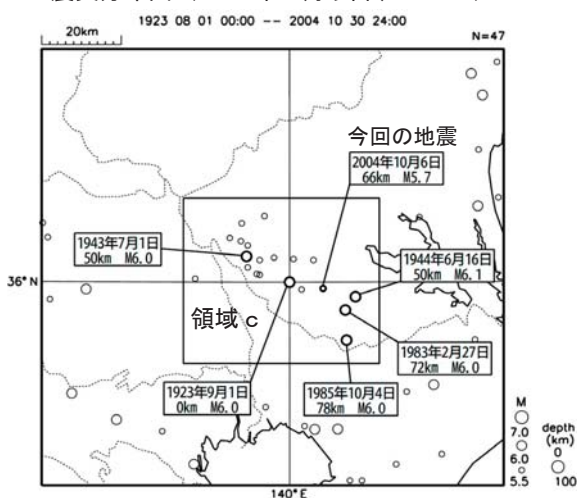 1923 08 01 00:00 -- 2004 10 30 24:00
20km
N=47
今回の地震
2004年10月6日
66km M5.7
1943年7月1日
50km M6.0
1944年6月16日
50km M6.1
36°N
領域 c
1983年2月27日
72km M6.0
1923年9月1日
0km M6.0
1985年10月4日
78km M6.0
M
7.0
6.0
5.5
depth
(km)
0
100
140°E